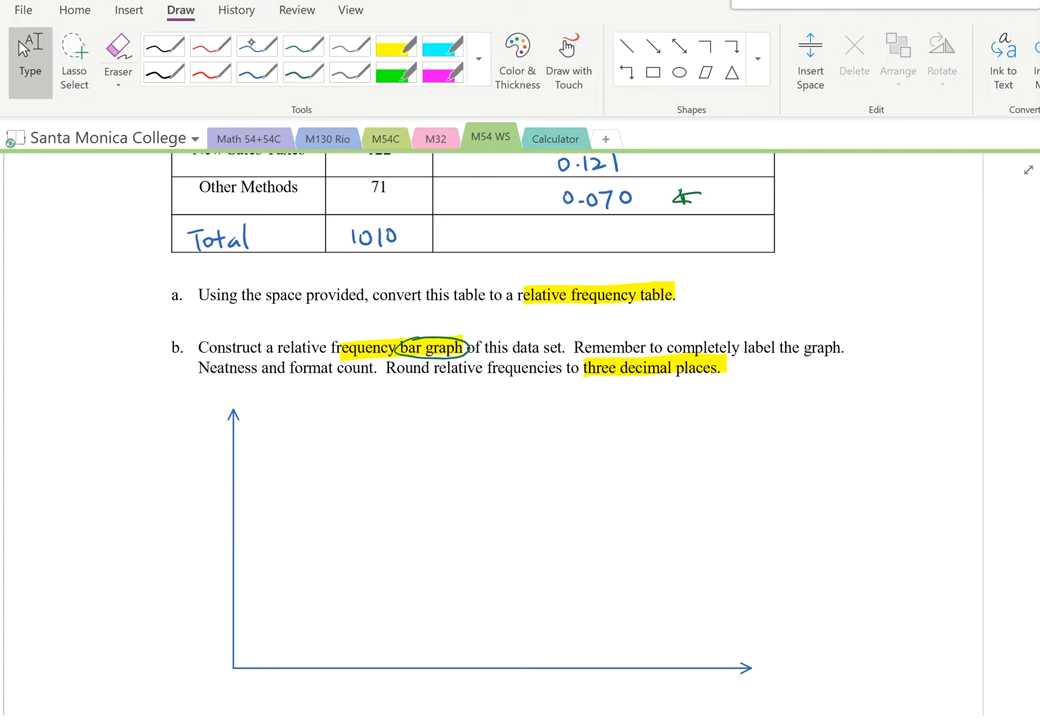 File Home Insert Draw History Review View
Type Lasso Select Eraser Color & Thickness Draw with Touch Insert Space Delete Arrange Rotate Ink to Text
Tools Shapes Edit Convert
Santa Monica College Math 54+54C M130 Rio M54C M32 M54 WS Calculator +
0.121
Other Methods 71 0.070
Total 1010
a. Using the space provided, convert this table to a relative frequency table.
b. Construct a relative frequency bar graph of this data set. Remember to completely label the graph.
Neatness and format count. Round relative frequencies to three decimal places.